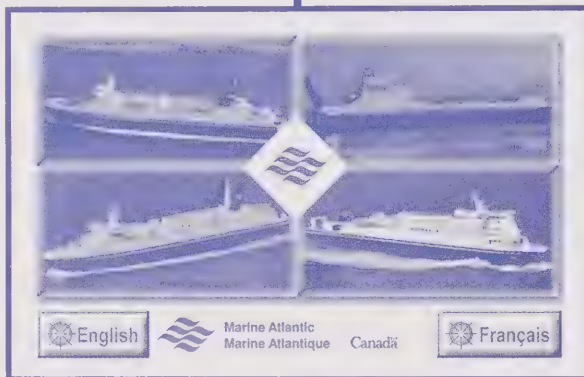 English
Marine Atlantic
Marine Atlantique
Canada
Français